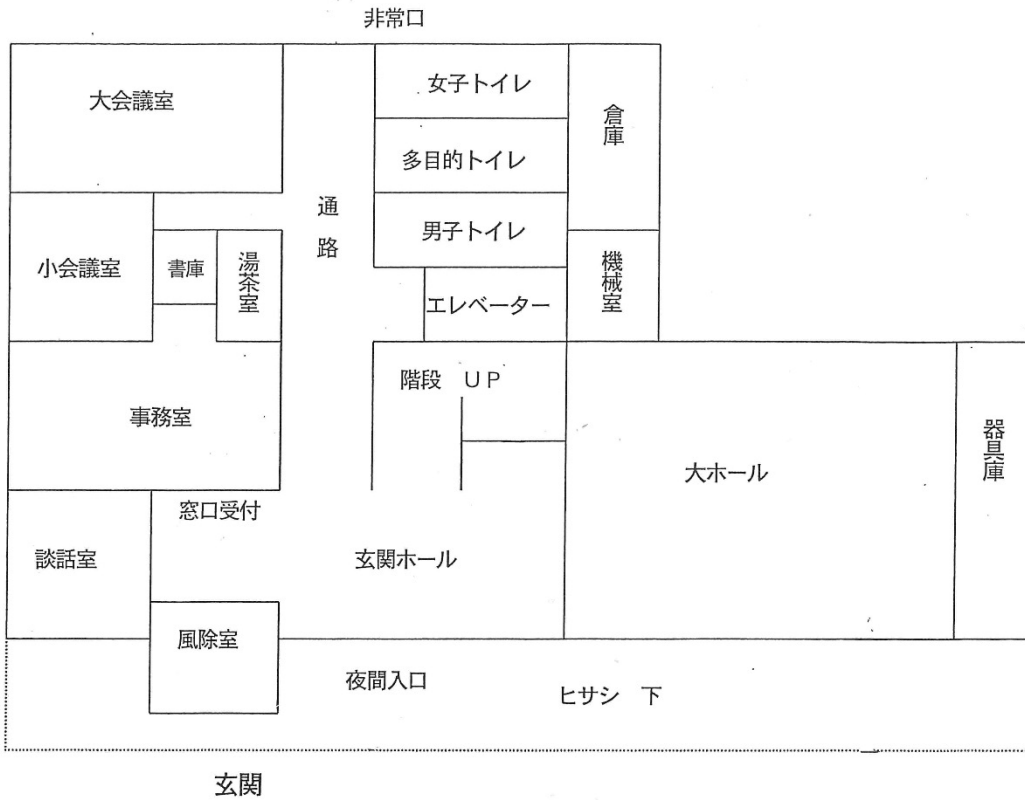 非常口
大会議室
女子トイレ
倉庫
多目的トイレ
通路
男子トイレ
小会議室
書庫
湯茶室
機械室
エレベーター
階段 UP
事務室
大ホール
器具庫
窓口受付
談話室
玄関ホール
風除室
夜間入口
ヒサシ 下
玄関